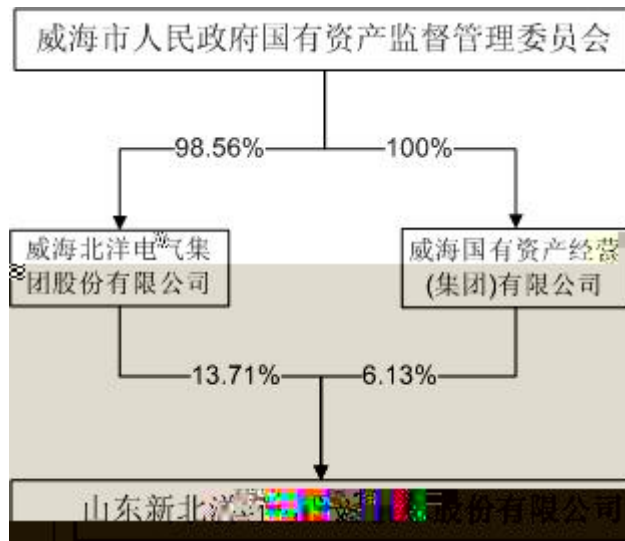 威海市人民政府国有资产监督管理委员会
98.56%
100%
威海北洋电气集
团股份有限公司
威海国有资产经营
(集团)有限公司
13.71%
6.13%
山东新北洋 股份有限公司